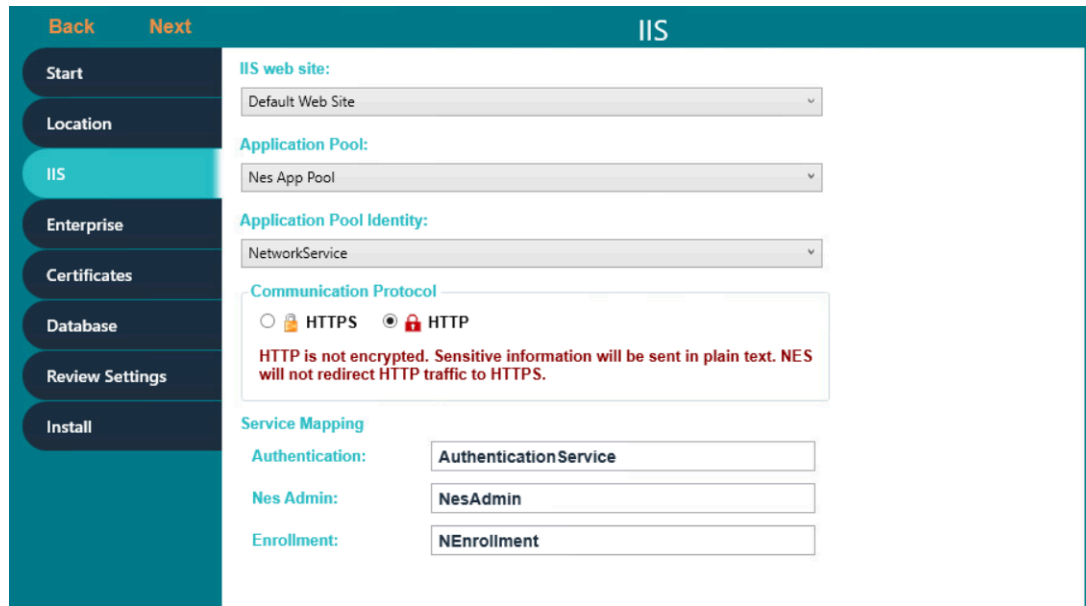 Back Next IIS
Start
Location
IIS
Enterprise
Certificates
Database
Review Settings
Install
IIS web site:
Default Web Site
Application Pool:
Nes App Pool
Application Pool Identity:
NetworkService
Communication Protocol
HTTPS HTTP
HTTP is not encrypted. Sensitive information will be sent in plain text. NES
will not redirect HTTP traffic to HTTPS.
Service Mapping
Authentication: AuthenticationService
Nes Admin: NesAdmin
Enrollment: NEnrollment